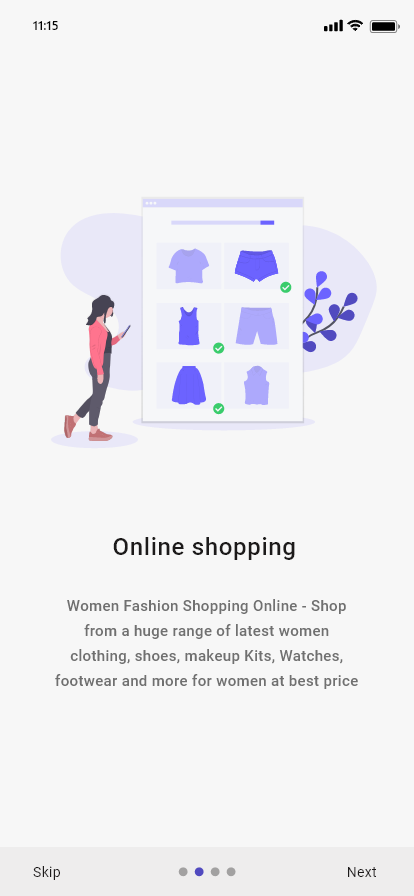 11:15
Online shopping
Women Fashion Shopping Online - Shop
from a huge range of latest women
clothing, shoes, makeup Kits, Watches,
footwear and more for women at best price
Skip
Next